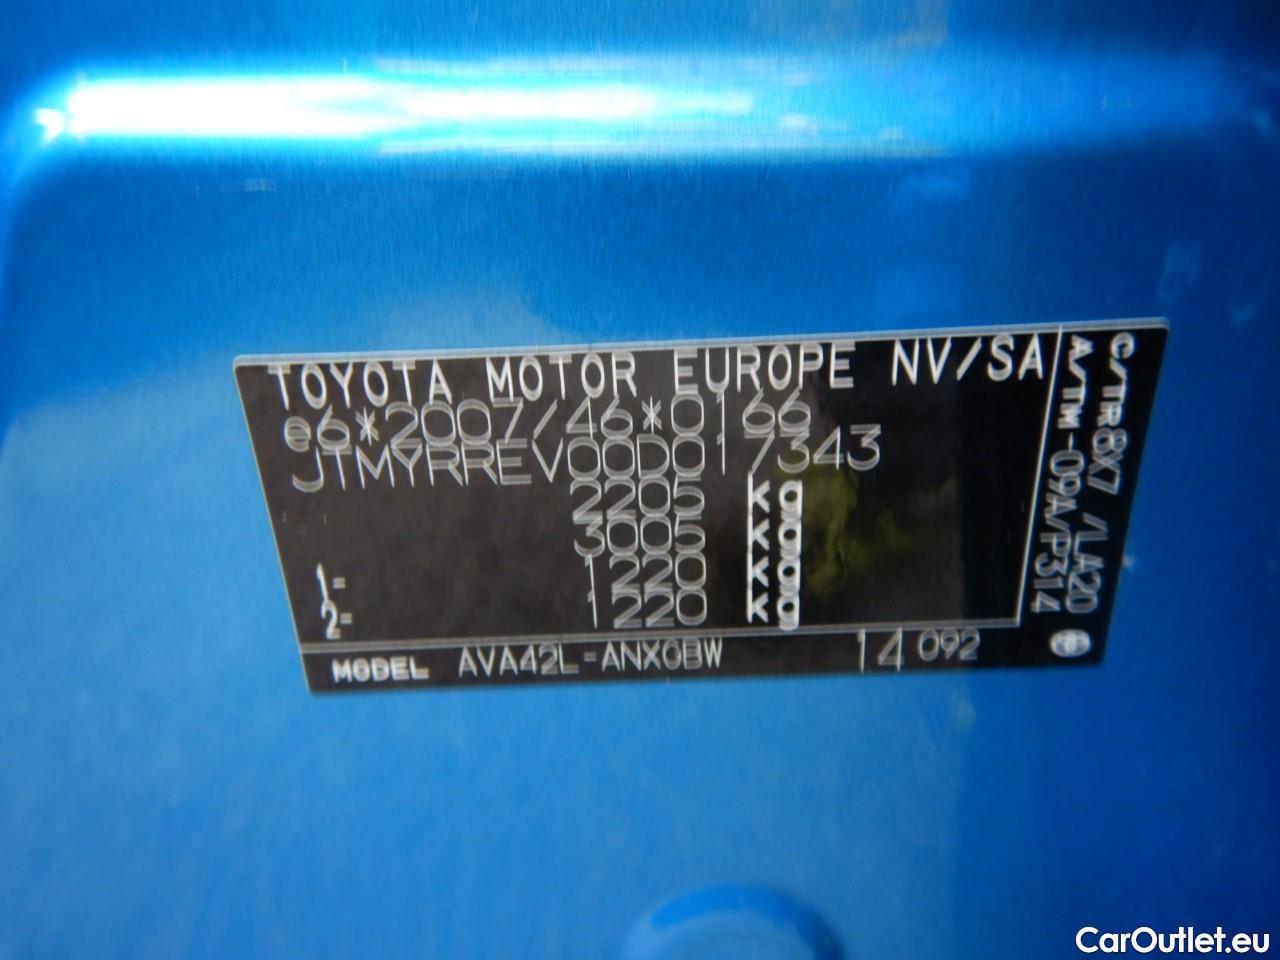 TOYOTA MOTOR EUROPE NV/SA
e6*2007/46*0166
JTMYRREV00D017343
2205 KG
3005 KG
1- 1220 KG
2- 1220 KG
MODEL AVA42L-ANXGBW 14 092
C/TR 8X7 /LA20
A/TM -09A/P314
CarOutlet.eu